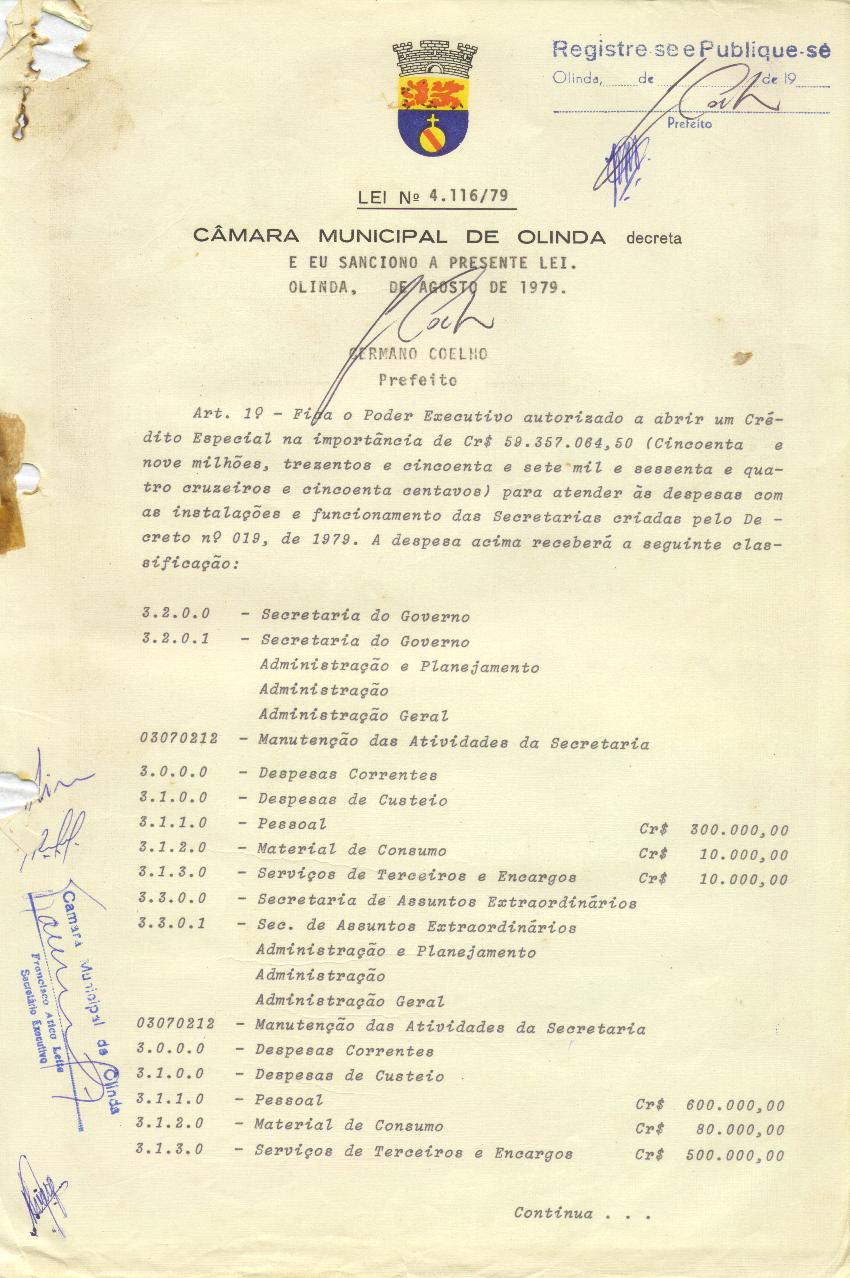 Registre-se e Publique-se
Olinda, de de 19
Prefeito
LEI Nº 4.116/79
CÂMARA MUNICIPAL DE OLINDA decreta
E EU SANCIONO A PRESENTE LEI.
OLINDA, DE AGOSTO DE 1979.
GERMANO COELHO
Prefeito
Art. 1º - Fica o Poder Executivo autorizado a abrir um Cré-
dito Especial na importância de Cr$ 59.357.064,50 (Cincoenta e
nove milhões, trezentos e cincoenta e sete mil e sessenta e qua-
tro cruzeiros e cincoenta centavos) para atender às despesas com
as instalações e funcionamento das Secretarias criadas pelo De -
creto nº 019, de 1979. A despesa acima receberá a seguinte clas-
sificação:
3.2.0.0 - Secretaria do Governo
3.2.0.1 - Secretaria do Governo
Administração e Planejamento
Administração
Administração Geral
03070212 - Manutenção das Atividades da Secretaria
3.0.0.0 - Despesas Correntes
3.1.0.0 - Despesas de Custeio
3.1.1.0 - Pessoal Cr$ 300.000,00
3.1.2.0 - Material de Consumo Cr$ 10.000,00
3.1.3.0 - Serviços de Terceiros e Encargos Cr$ 10.000,00
3.3.0.0 - Secretaria de Assuntos Extraordinários
3.3.0.1 - Sec. de Assuntos Extraordinários
Administração e Planejamento
Administração
Administração Geral
03070212 - Manutenção das Atividades da Secretaria
3.0.0.0 - Despesas Correntes
3.1.0.0 - Despesas de Custeio
3.1.1.0 - Pessoal Cr$ 600.000,00
3.1.2.0 - Material de Consumo Cr$ 80.000,00
3.1.3.0 - Serviços de Terceiros e Encargos Cr$ 500.000,00
Continua . . .
Camara Municipal de Olinda
Francisco Leite
Secretário Executivo